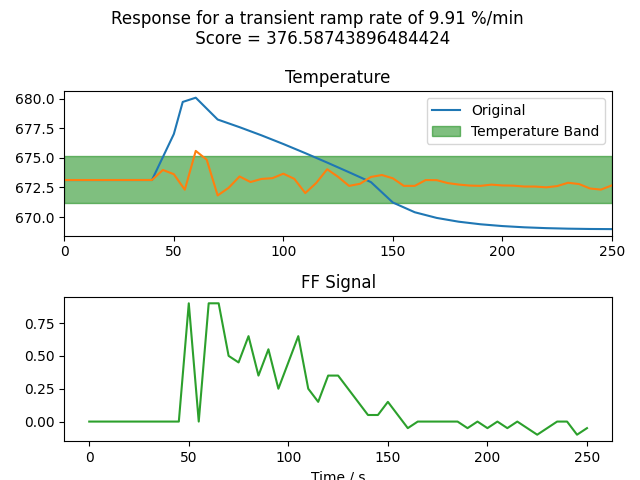 Response for a transient ramp rate of 9.91 %/min
Score = 376.58743896484424
Temperature
680.0
677.5
675.0
672.5
670.0
Original
Temperature Band
0 50 100 150 200 250
FF Signal
0.75
0.50
0.25
0.00
0 50 100 150 200 250
Time / s